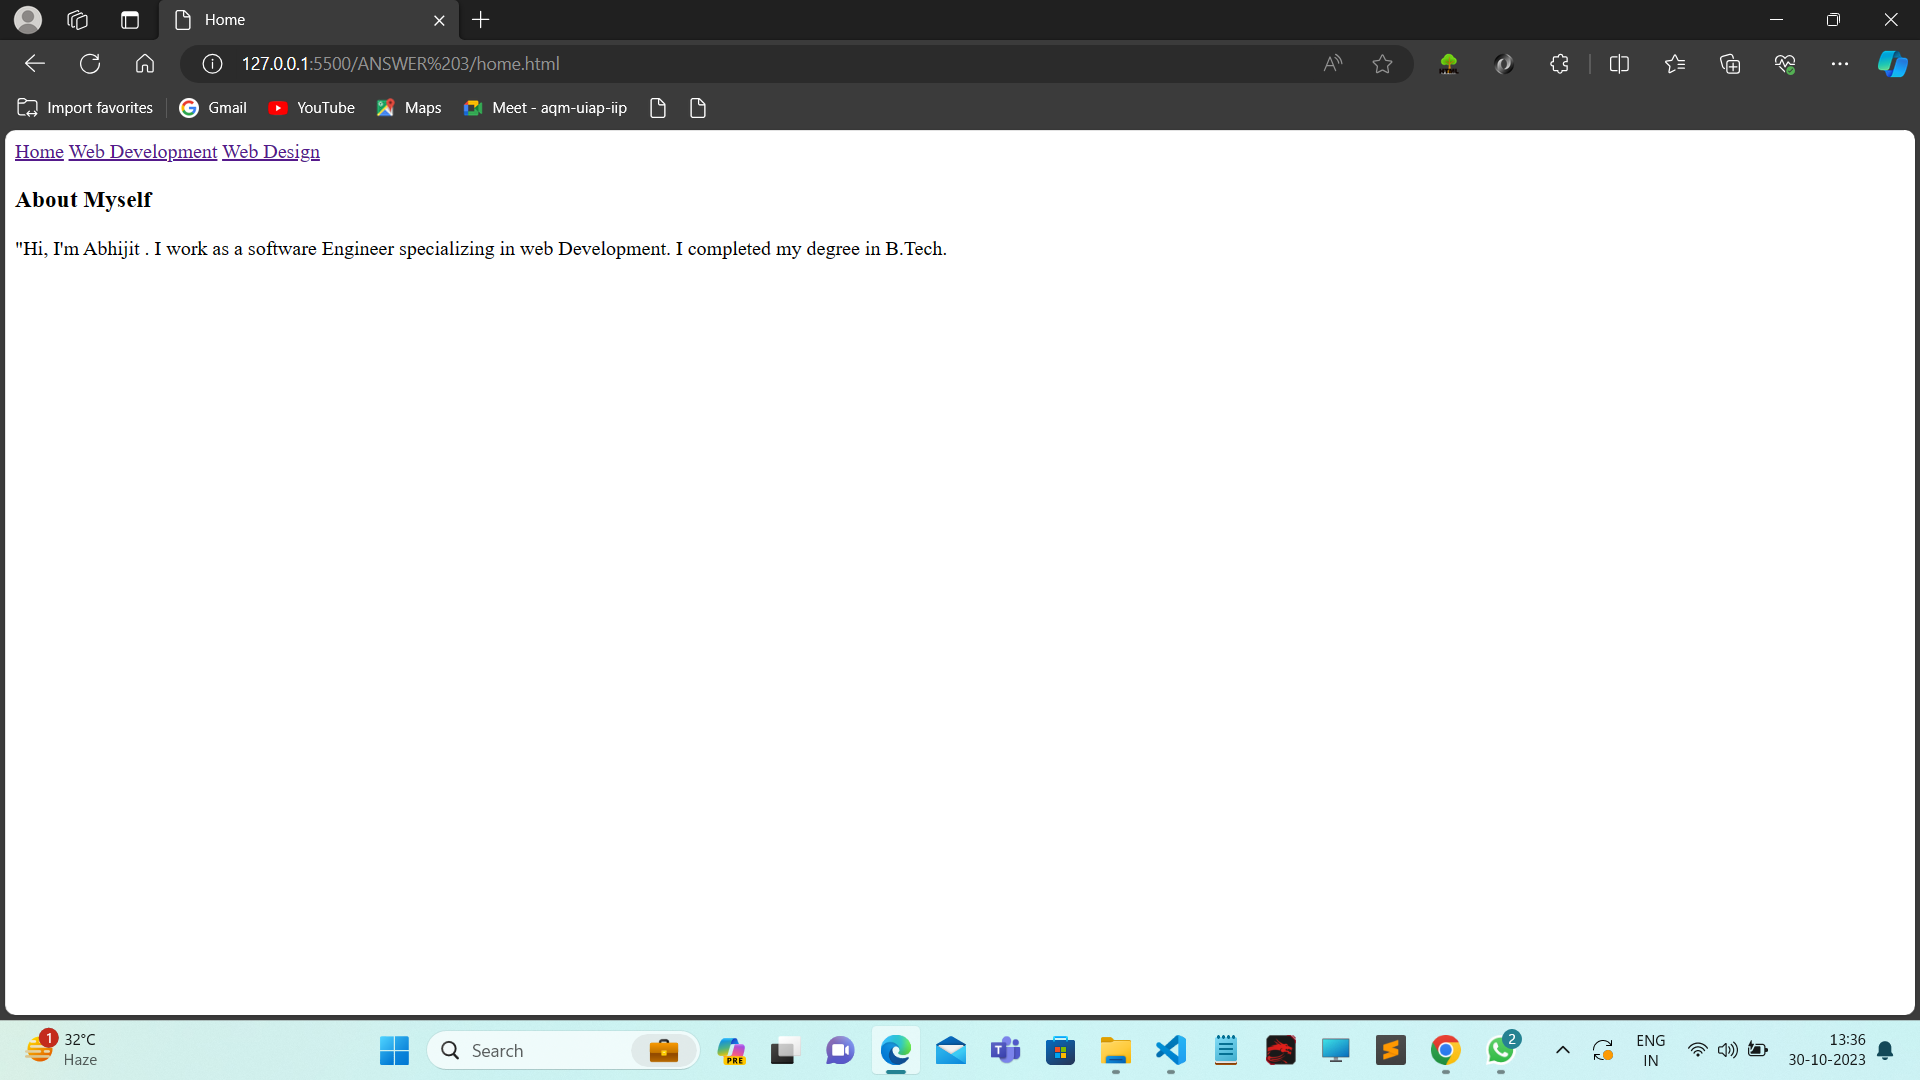 Home
127.0.0.1:5500/ANSWER%203/home.html
Import favorites Gmail YouTube Maps Meet - aqm-uiap-iip
Home Web Development Web Design
About Myself
"Hi, I'm Abhijit . I work as a software Engineer specializing in web Development. I completed my degree in B.Tech.
1 32°C
Haze
Search
PRE
2
ENG
IN
13:36
30-10-2023